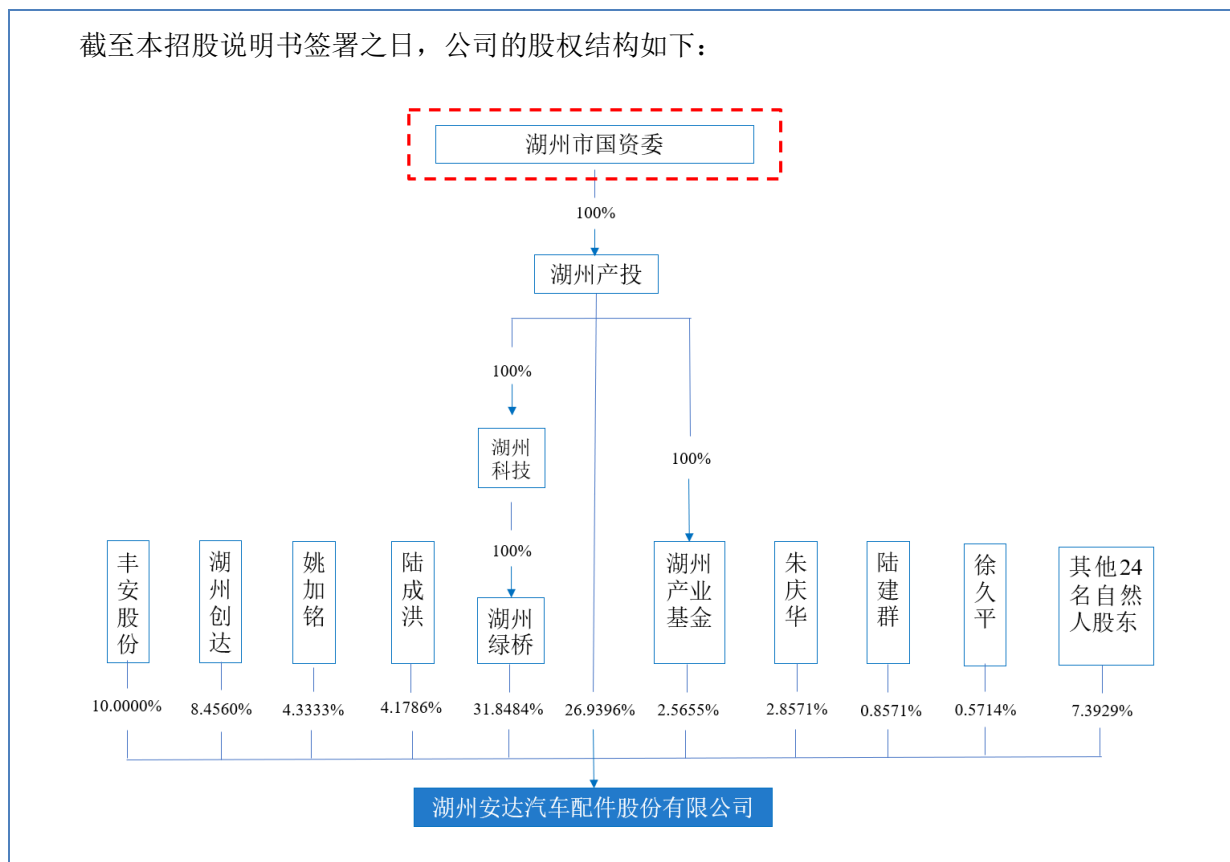 截至本招股说明书签署之日，公司的股权结构如下：
湖州市国资委
100%
湖州产投
100%
湖州
科技
100%
100%
丰安股份
湖州创达
姚加铭
陆成洪
湖州
绿桥
湖州
产业
基金
朱庆华
陆建群
徐久平
其他24
名自然
人股东
10.0000%
8.4560%
4.3333%
4.1786%
31.8484%
26.9396%
2.5655%
2.8571%
0.8571%
0.5714%
7.3929%
湖州安达汽车配件股份有限公司